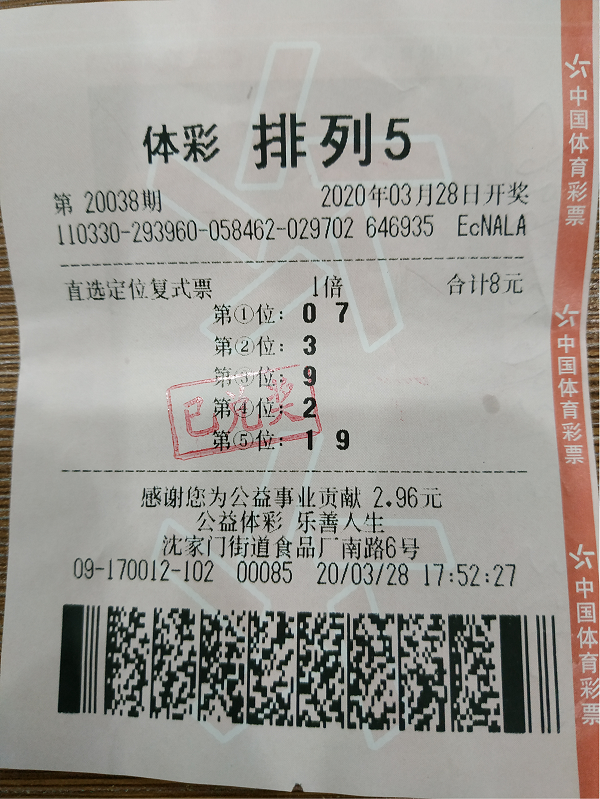 体彩 排列5
第 20038期 2020年03月28日开奖
110330-293960-058462-029702 646935 EcNALA
直选定位复式票 1倍 合计8元
第①位: 0 7
第②位: 3
第③位: 9
第④位: 2
第⑤位: 1 9
已兑奖
感谢您为公益事业贡献 2.96元
公益体彩 乐善人生
沈家门街道食品厂南路6号
09-170012-102 00085 20/03/28 17:52:27
中国体育彩票
中国体育彩票
中国体育彩票